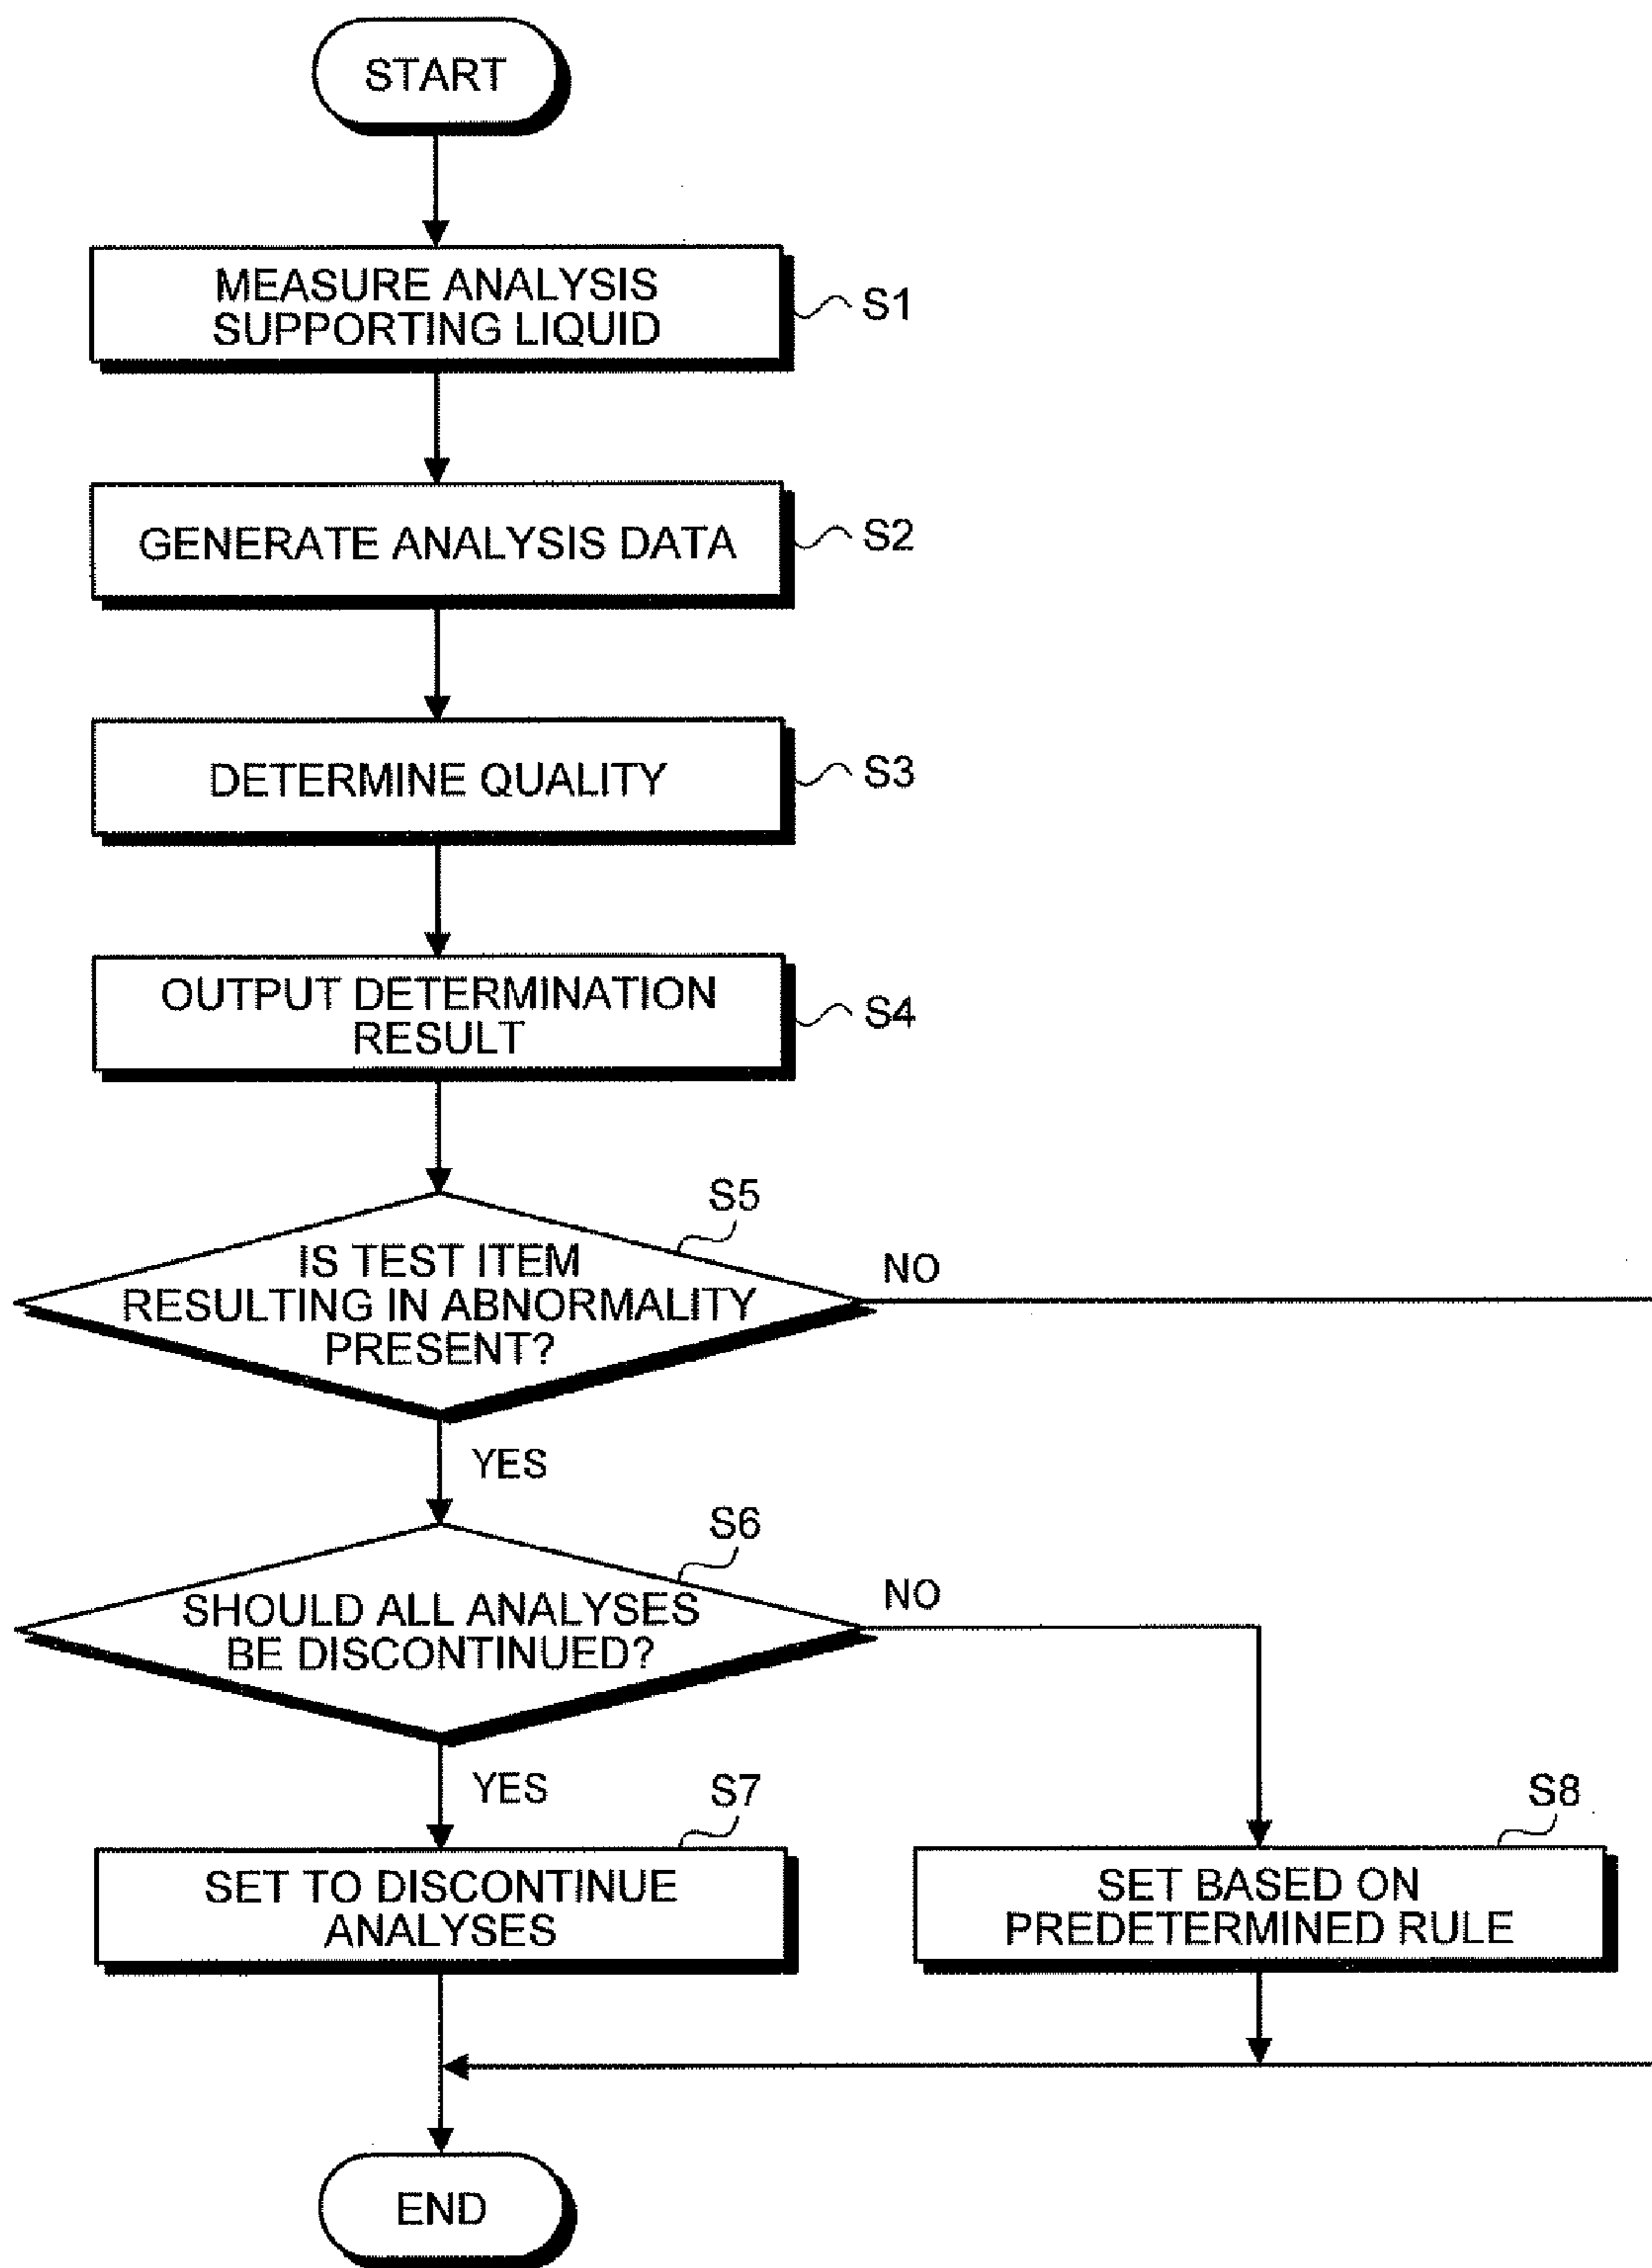 START
MEASURE ANALYSIS
SUPPORTING LIQUID
S1
GENERATE ANALYSIS DATA
S2
DETERMINE QUALITY
S3
OUTPUT DETERMINATION
RESULT
S4
S5
IS TEST ITEM
RESULTING IN ABNORMALITY
PRESENT?
NO
YES
S6
SHOULD ALL ANALYSES
BE DISCONTINUED?
NO
YES
S7
SET TO DISCONTINUE
ANALYSES
S8
SET BASED ON
PREDETERMINED RULE
END